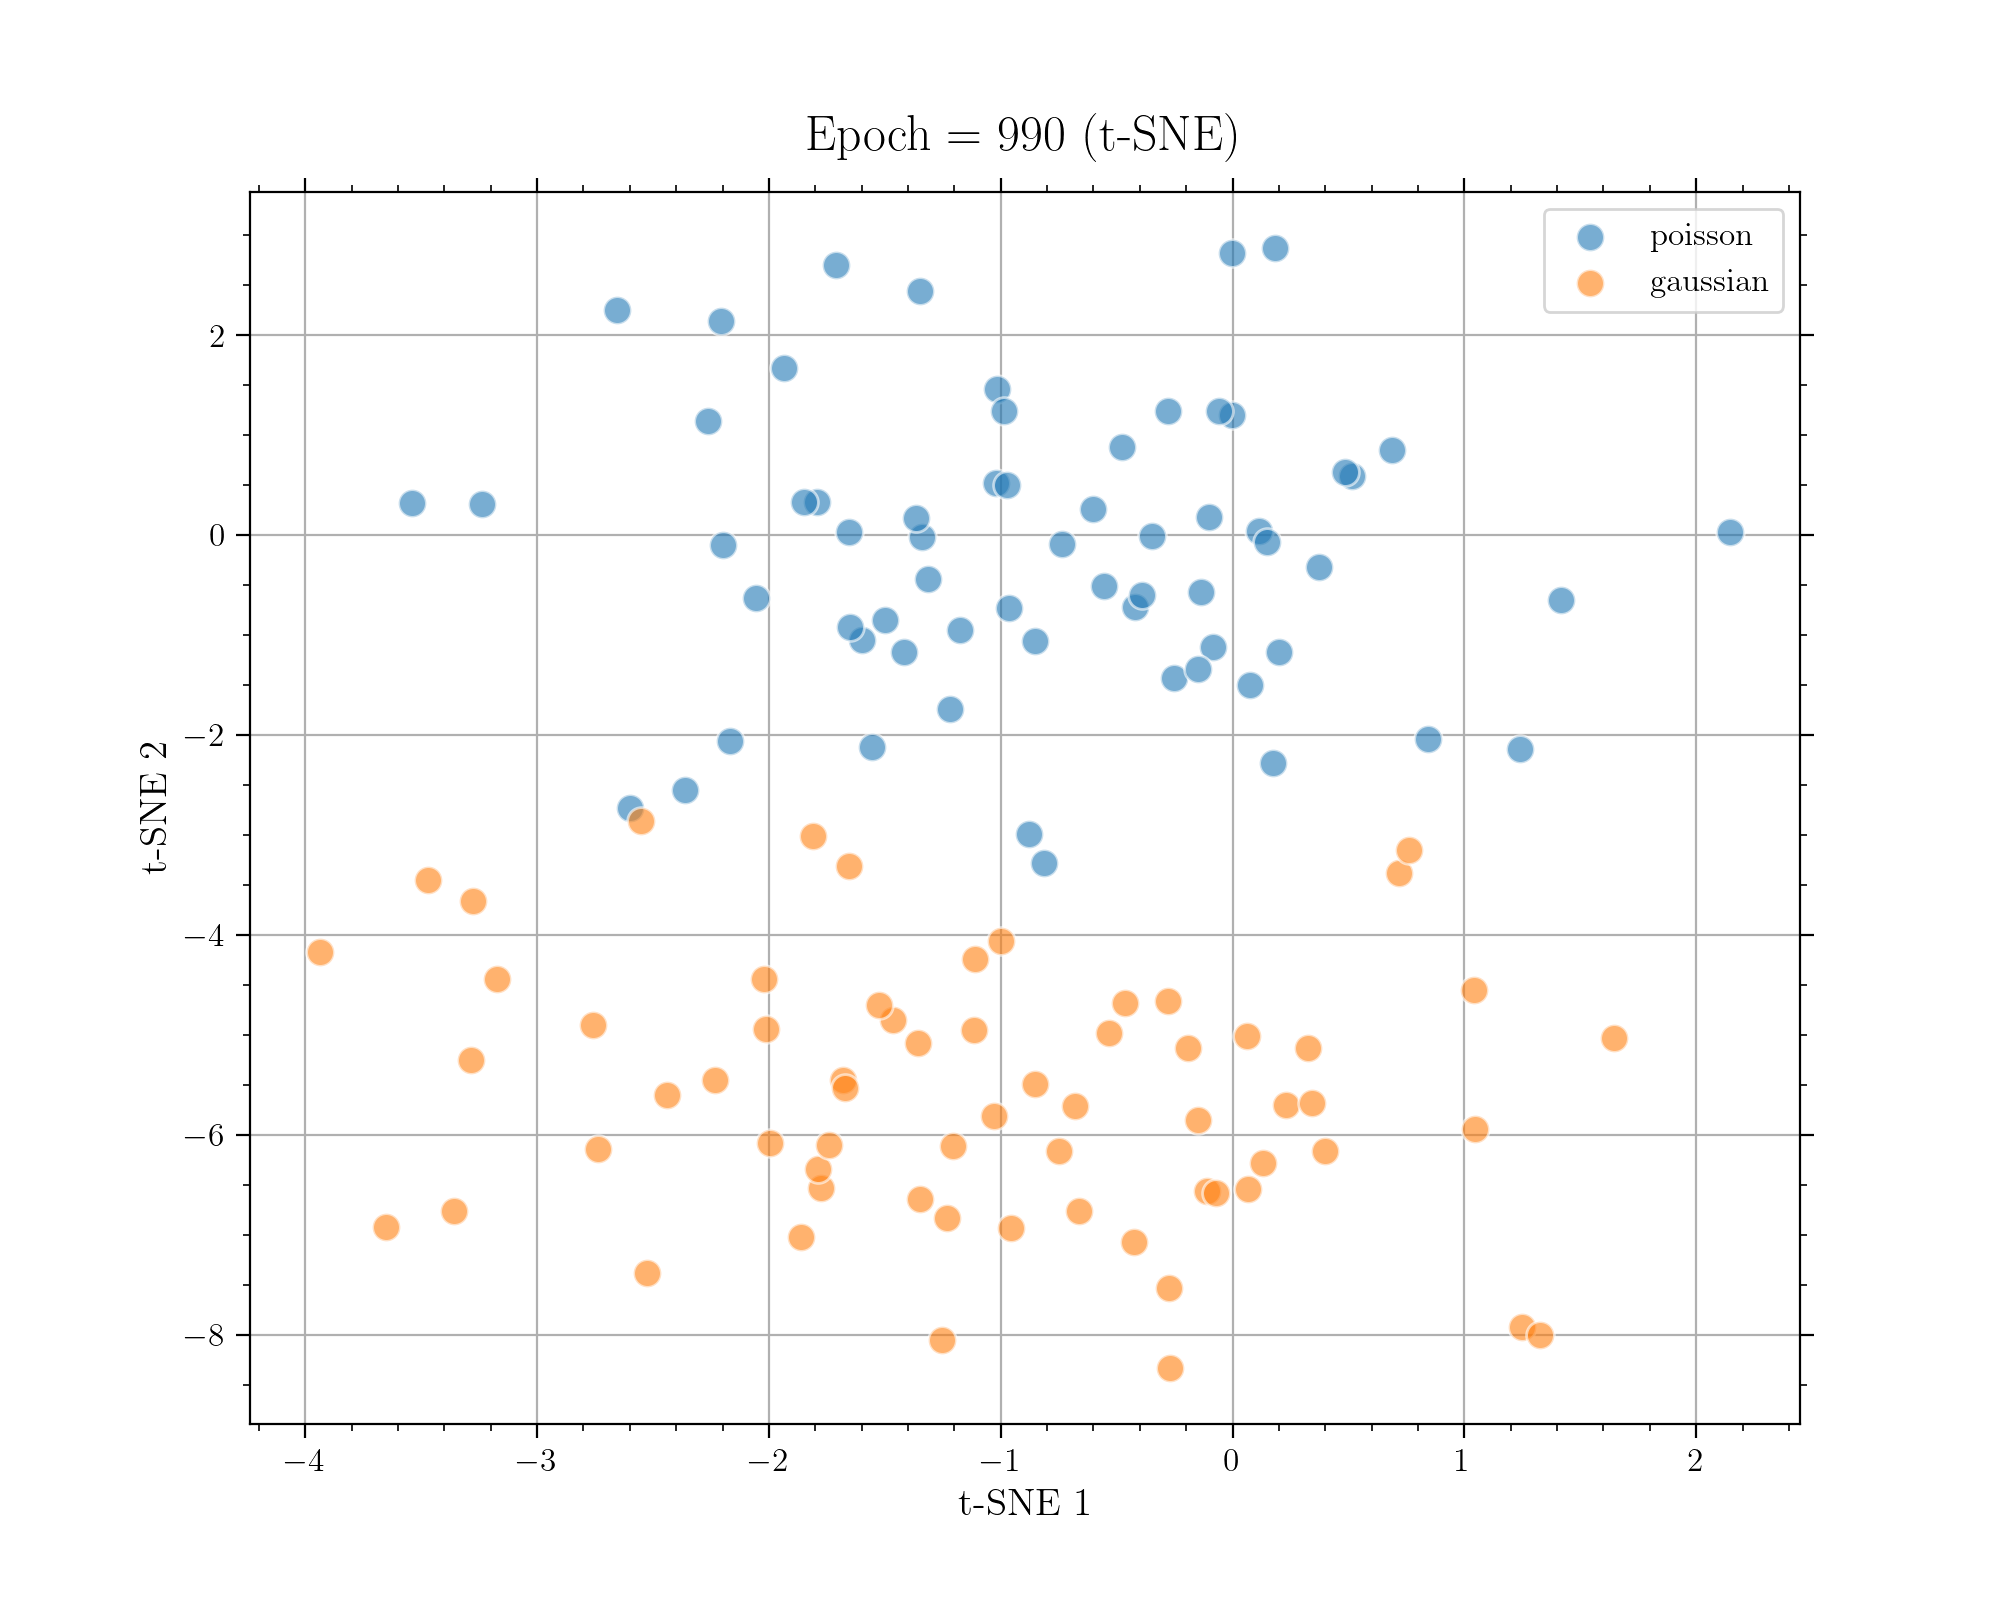 Epoch = 990 (t-SNE)
poisson
gaussian
2
0
−2
−4
−6
−8
t-SNE 2
−4 −3 −2 −1 0 1 2
t-SNE 1